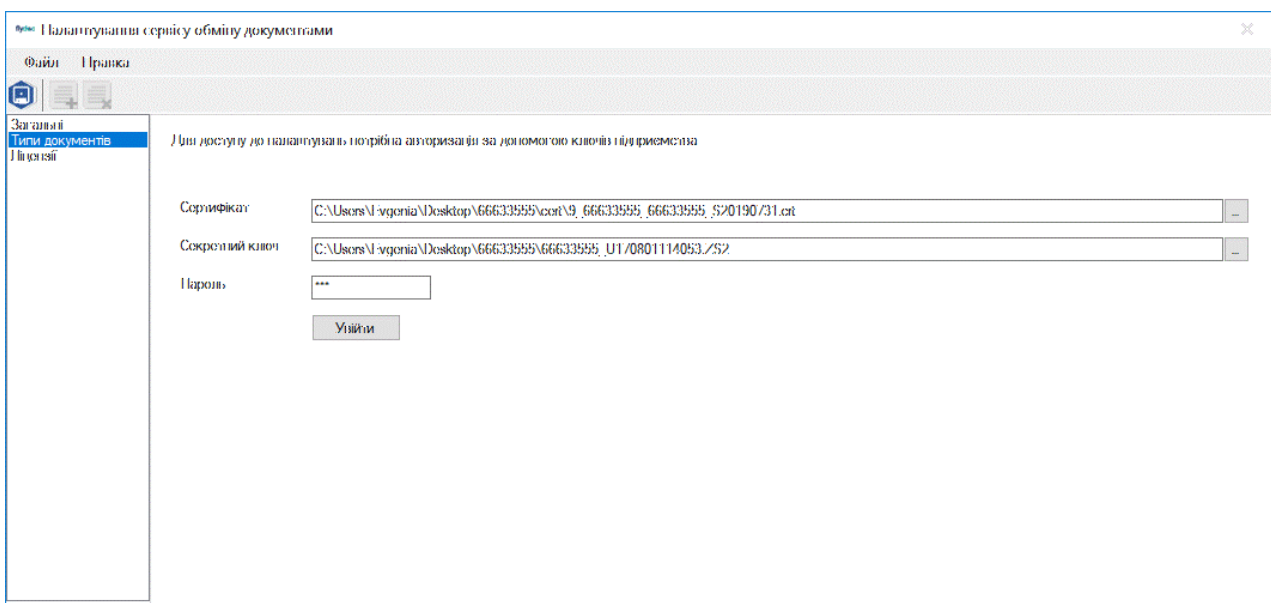 flydoc Налаштування сервісу обміну документами
Файл Правка
Загальні
Типи документів
Ліцензії
Для доступу до налаштувань потрібна авторизація за допомогою ключів підприємства
Сертифікат C:\Users\Evgenia\Desktop\66633555\cert\9_66633555_66633555_S20190731.crt ...
Секретний ключ C:\Users\Evgenia\Desktop\66633555\66633555_U170801114053.ZS2 ...
Пароль ***
Увійти